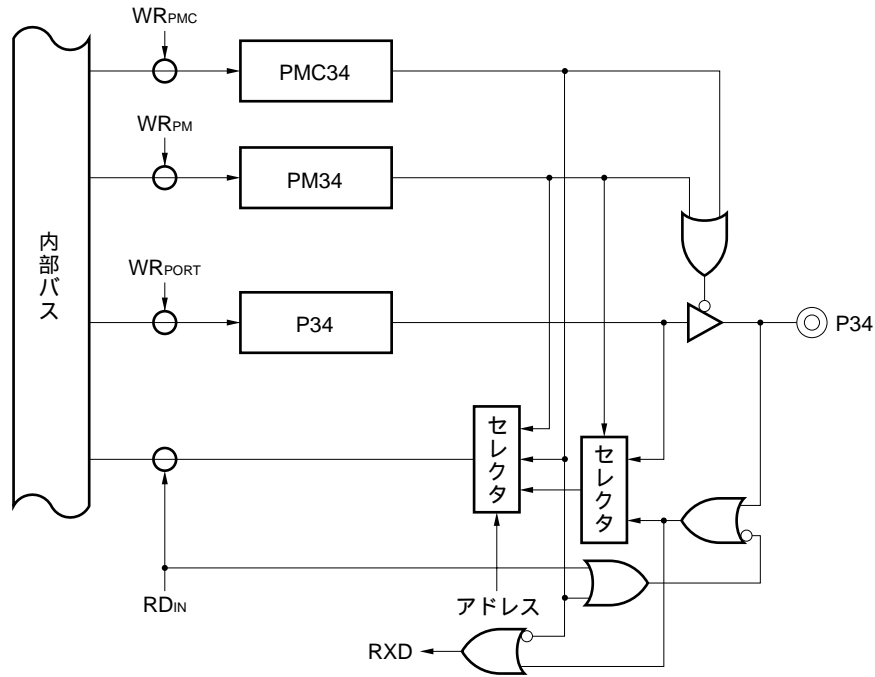 WRPMC
PMC34
WRPM
PM34
内部バス
WRPORT
P34
P34
セレクタ
セレクタ
RDIN
アドレス
RXD